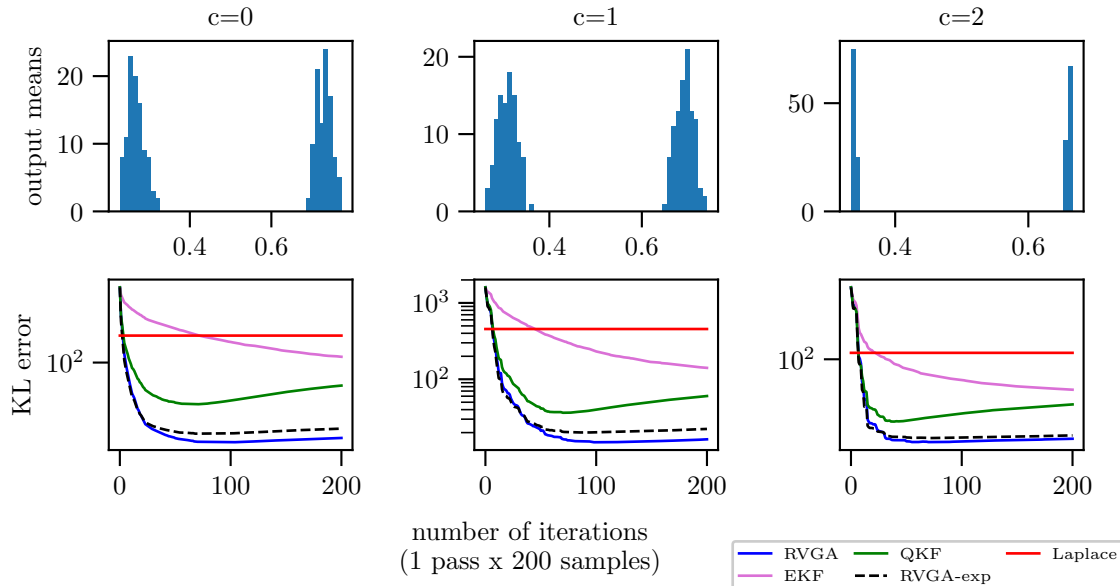 c=0
c=1
c=2
output means
20
10
0
0.4
0.6
20
10
0
0.4
0.6
50
0
0.4
0.6
KL error
10²
0
100
200
10³
10²
0
100
200
10²
0
100
200
number of iterations
(1 pass x 200 samples)
RVGA
QKF
Laplace
EKF
RVGA-exp